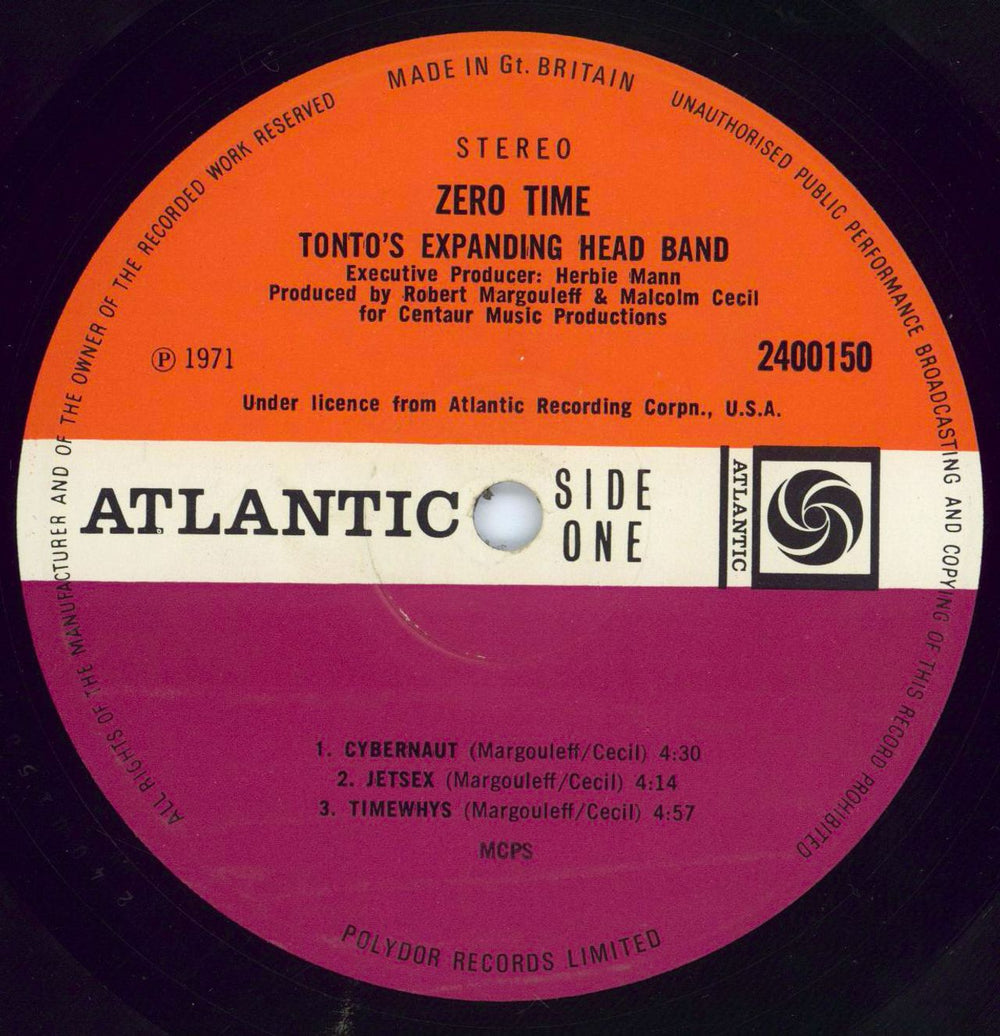 MADE IN Gt. BRITAIN
UNAUTHORISED PUBLIC PERFORMANCE BROADCASTING AND COPYING OF THIS RECORD PROHIBITED
ALL RIGHTS OF THE MANUFACTURER AND OF THE OWNER OF THE RECORDED WORK RESERVED
STEREO
ZERO TIME
TONTO'S EXPANDING HEAD BAND
Executive Producer: Herbie Mann
Produced by Robert Margouleff & Malcolm Cecil
for Centaur Music Productions
℗ 1971
2400150
Under licence from Atlantic Recording Corpn., U.S.A.
ATLANTIC
SIDE
ONE
ATLANTIC
1. CYBERNAUT (Margouleff/Cecil) 4:30
2. JETSEX (Margouleff/Cecil) 4:14
3. TIMEWHYS (Margouleff/Cecil) 4:57
MCPS
POLYDOR RECORDS LIMITED